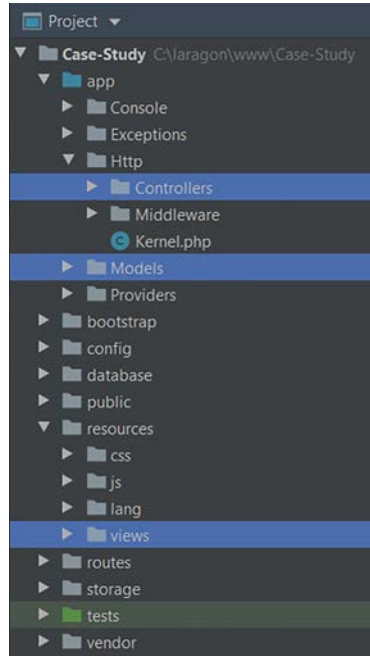 Project
Case-Study C:\laragon\www\Case-Study
app
Console
Exceptions
Http
Controllers
Middleware
Kernel.php
Models
Providers
bootstrap
config
database
public
resources
css
js
lang
views
routes
storage
tests
vendor